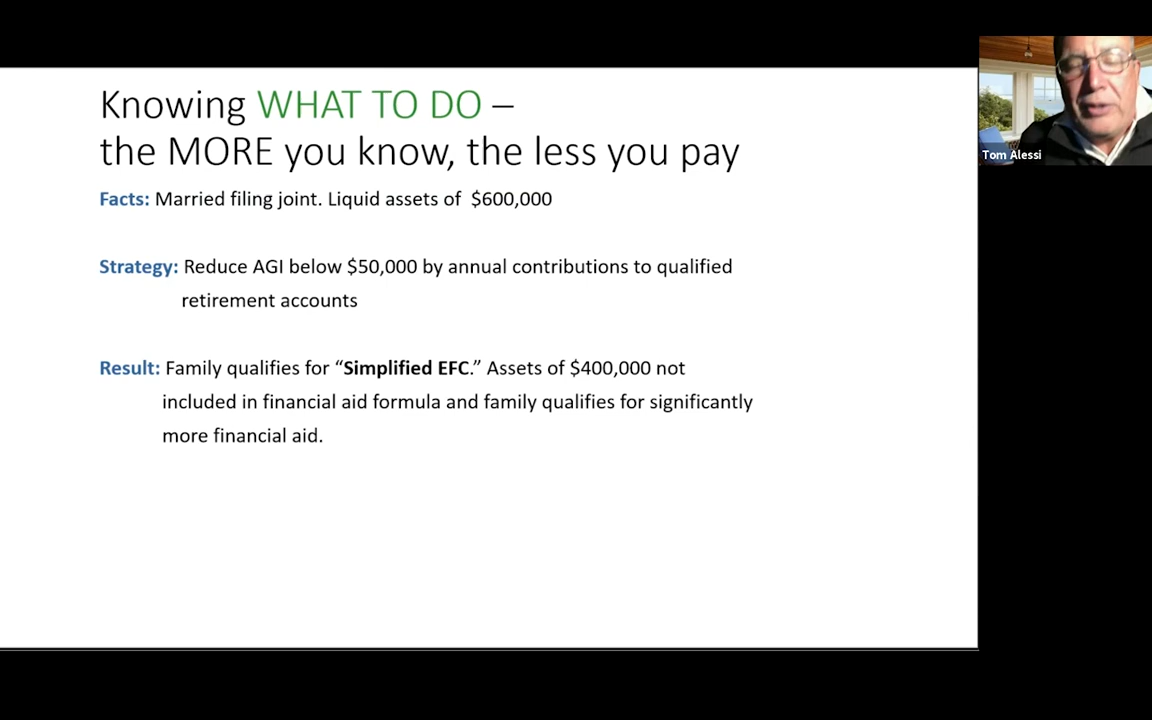 Knowing WHAT TO DO –
the MORE you know, the less you pay
Facts: Married filing joint. Liquid assets of $600,000
Strategy: Reduce AGI below $50,000 by annual contributions to qualified
retirement accounts
Result: Family qualifies for “Simplified EFC.” Assets of $400,000 not
included in financial aid formula and family qualifies for significantly
more financial aid.
Tom Alessi